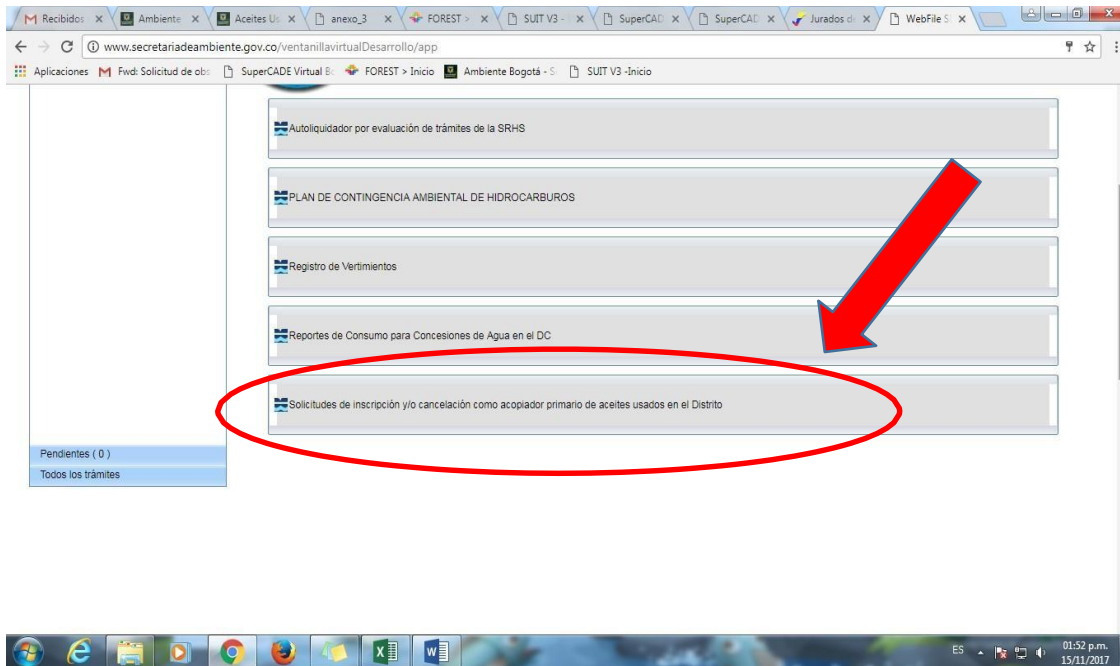 Recibidos
Ambiente
Aceites Us
anexo_3
FOREST >
SUIT V3 -
SuperCAD
SuperCAD
Jurados d
WebFile S
www.secretariadeambiente.gov.co/ventanillavirtualDesarrollo/app
Aplicaciones
Fwd: Solicitud de obs
SuperCADE Virtual Bo
FOREST > Inicio
Ambiente Bogotá - S
SUIT V3 -Inicio
Autoliquidador por evaluación de trámites de la SRHS
PLAN DE CONTINGENCIA AMBIENTAL DE HIDROCARBUROS
Registro de Vertimientos
Reportes de Consumo para Concesiones de Agua en el DC
Solicitudes de inscripción y/o cancelación como acopiador primario de aceites usados en el Distrito
Pendientes ( 0 )
Todos los trámites
ES
01:52 p.m.
15/11/2017